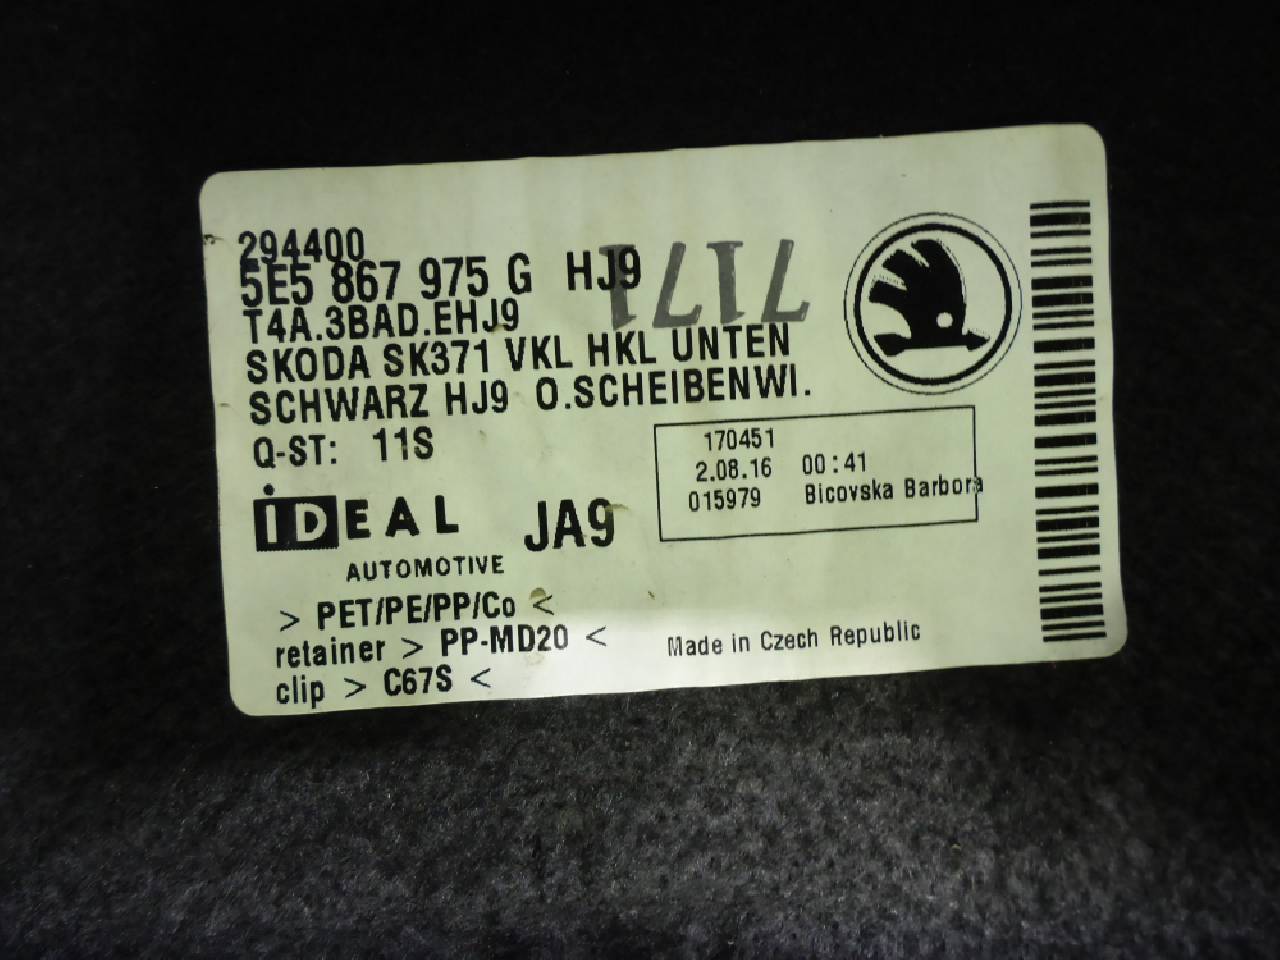 294400
5E5 867 975 G HJ9
7171
T4A.3BAD.EHJ9
SKODA SK371 VKL HKL UNTEN
SCHWARZ HJ9 O.SCHEIBENWI.
Q-ST: 11S
170451
2.08.16 00:41
015979 Bicovska Barbora
iDEAL
AUTOMOTIVE
JA9
> PET/PE/PP/Co <
retainer > PP-MD20 <
clip > C67S <
Made in Czech Republic